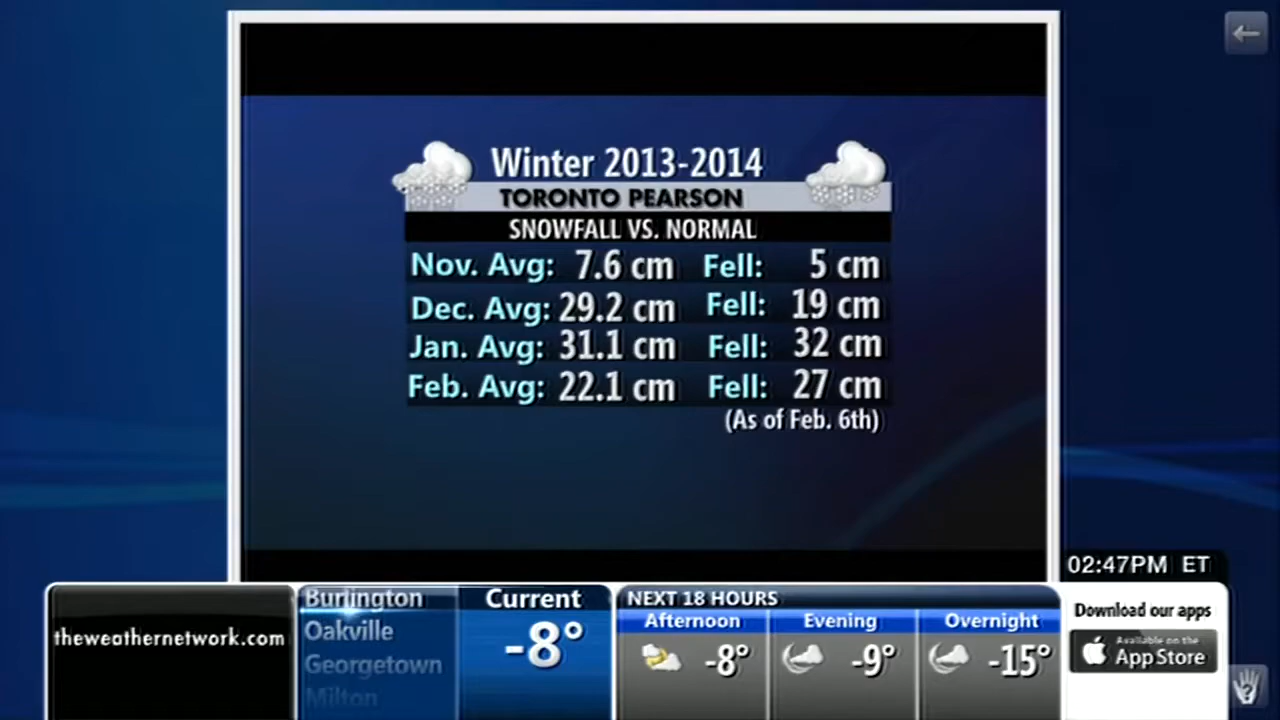 Winter 2013-2014
TORONTO PEARSON
SNOWFALL VS. NORMAL
Nov. Avg: 7.6 cm Fell: 5 cm
Dec. Avg: 29.2 cm Fell: 19 cm
Jan. Avg: 31.1 cm Fell: 32 cm
Feb. Avg: 22.1 cm Fell: 27 cm
(As of Feb. 6th)
02:47PM ET
theweathernetwork.com
Burlington
Oakville
Georgetown
Milton
Current
-8°
NEXT 18 HOURS
Afternoon Evening Overnight
-8° -9° -15°
Download our apps
Available on the
App Store
?